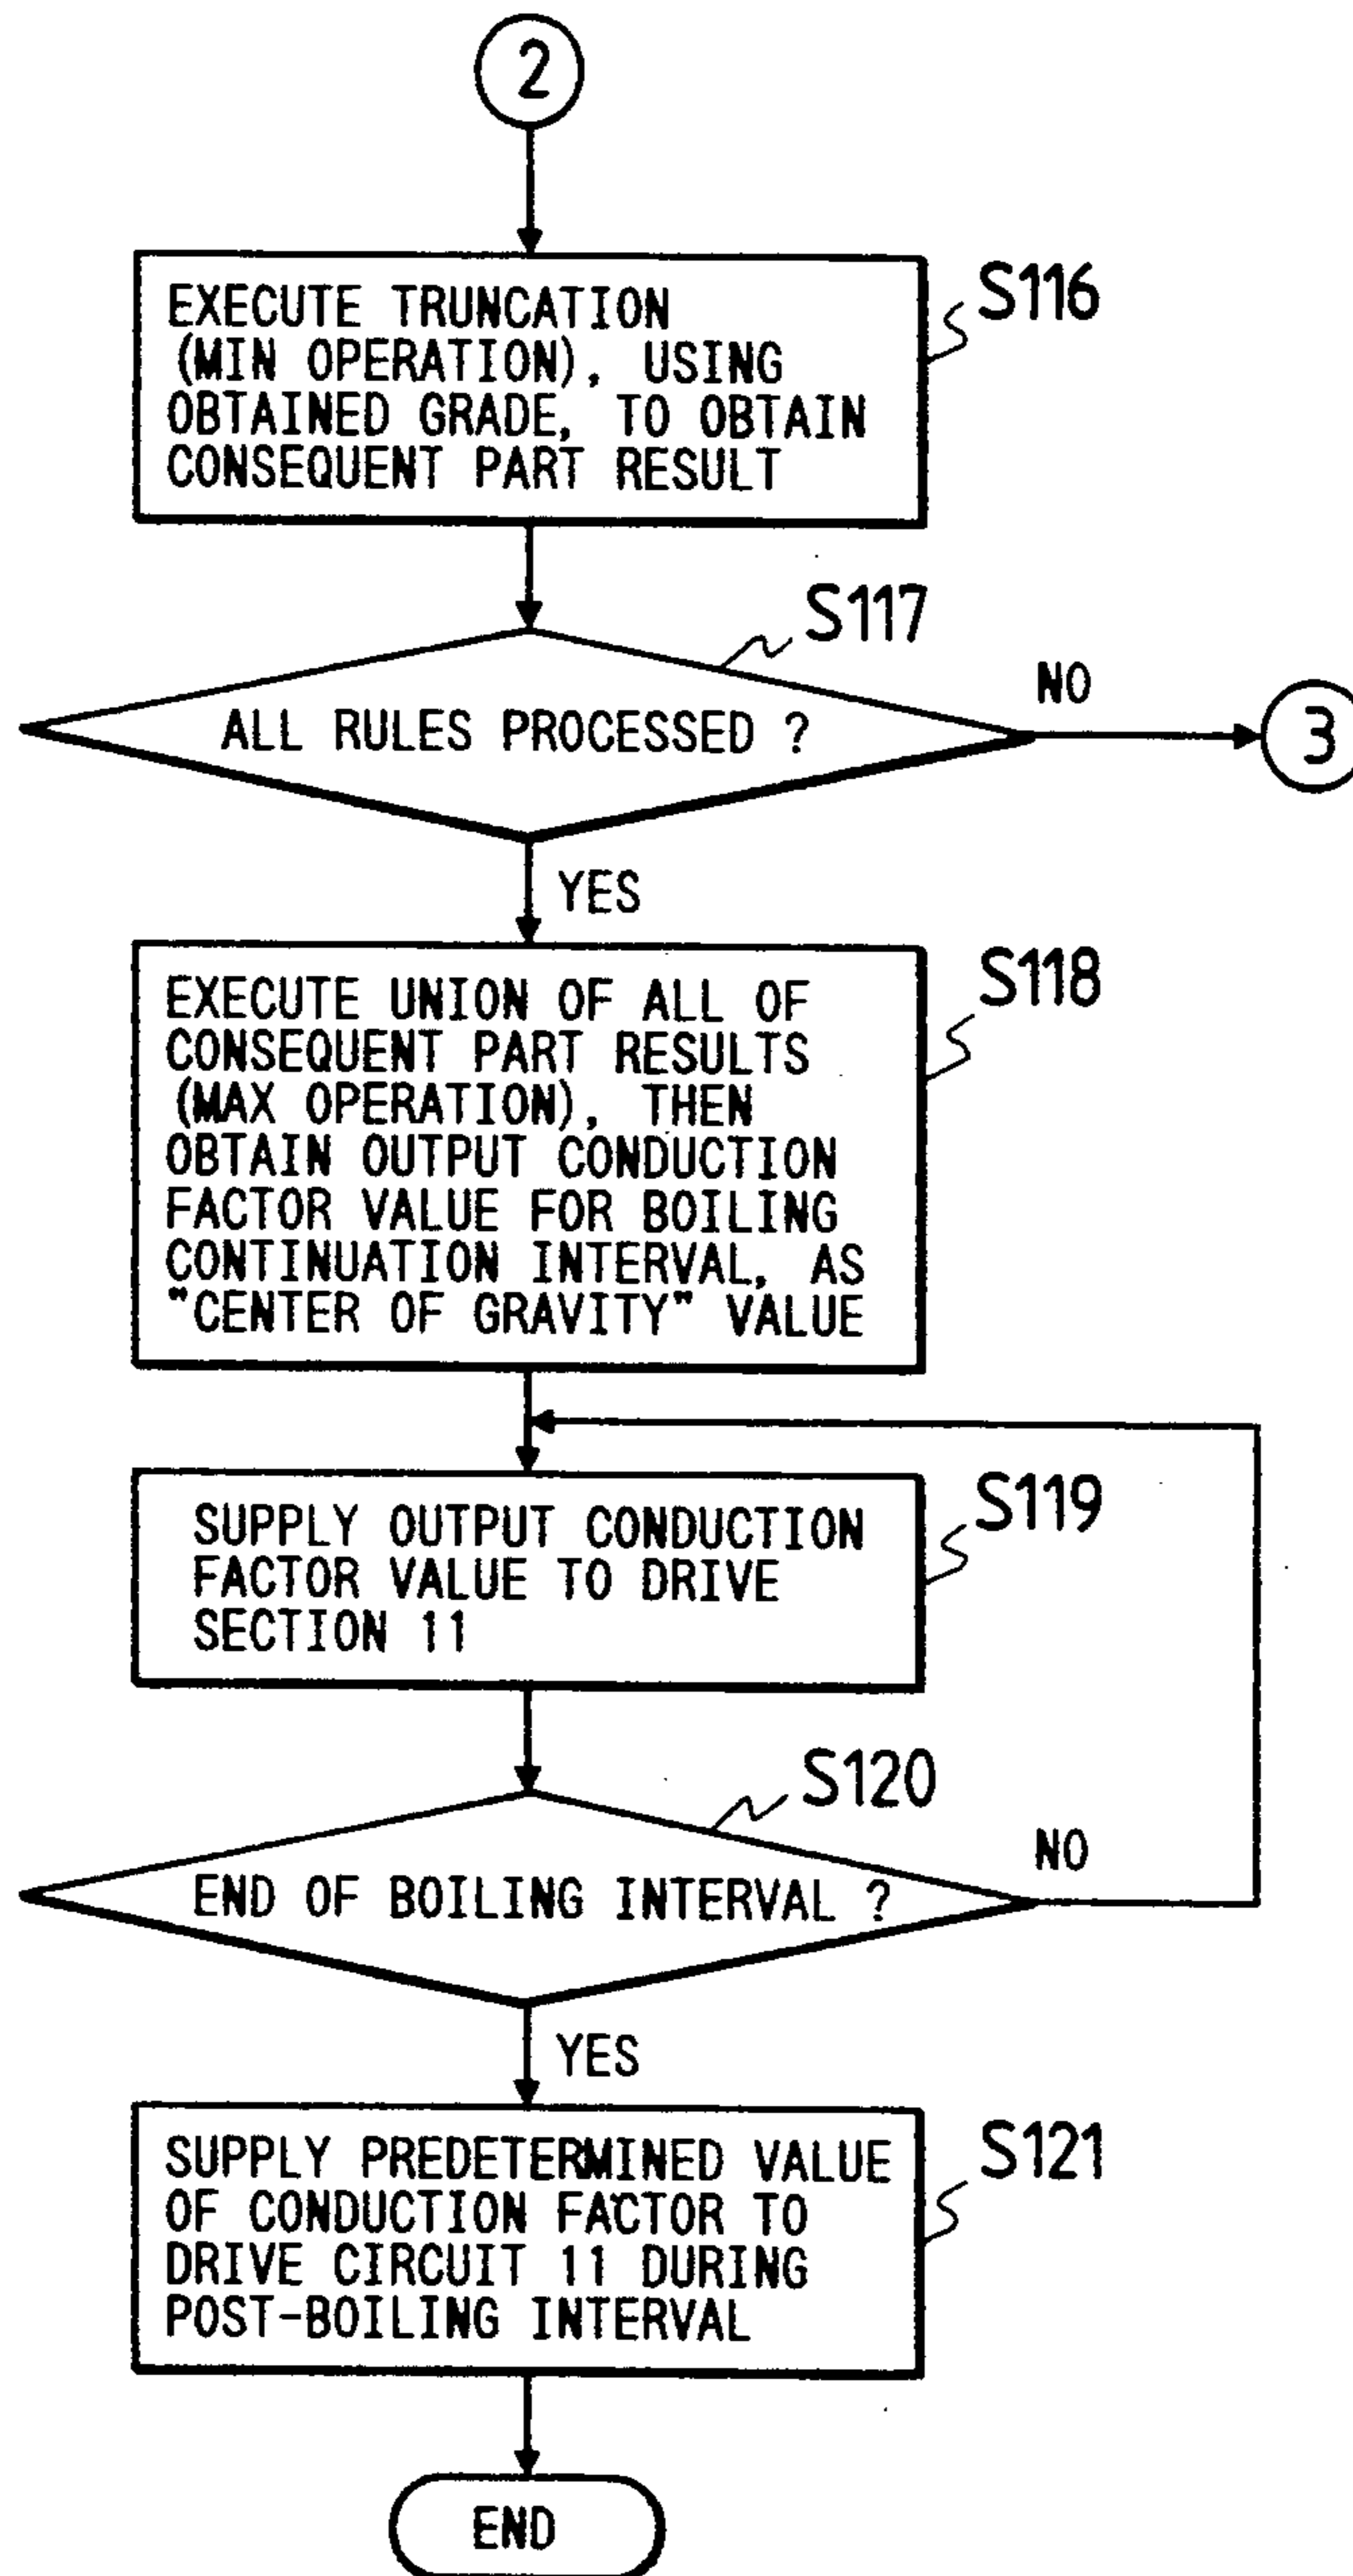 2
EXECUTE TRUNCATION
(MIN OPERATION), USING
OBTAINED GRADE, TO OBTAIN
CONSEQUENT PART RESULT
S116
S117
ALL RULES PROCESSED ?
NO
3
YES
EXECUTE UNION OF ALL OF
CONSEQUENT PART RESULTS
(MAX OPERATION), THEN
OBTAIN OUTPUT CONDUCTION
FACTOR VALUE FOR BOILING
CONTINUATION INTERVAL, AS
"CENTER OF GRAVITY" VALUE
S118
SUPPLY OUTPUT CONDUCTION
FACTOR VALUE TO DRIVE
SECTION 11
S119
S120
END OF BOILING INTERVAL ?
NO
YES
SUPPLY PREDETERMINED VALUE
OF CONDUCTION FACTOR TO
DRIVE CIRCUIT 11 DURING
POST-BOILING INTERVAL
S121
END